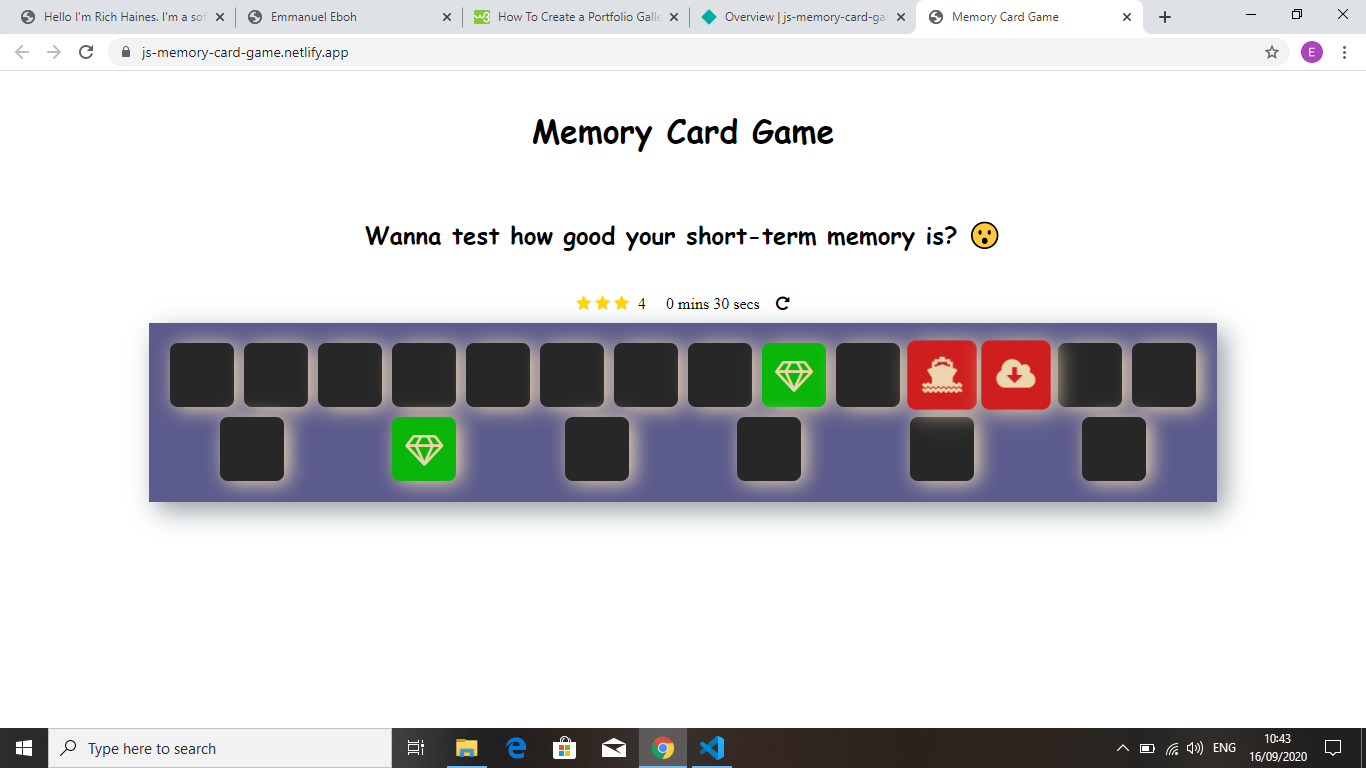 Hello I'm Rich Haines. I'm a sof
Emmanuel Eboh
How To Create a Portfolio Galle
Overview | js-memory-card-ga
Memory Card Game
js-memory-card-game.netlify.app
E
Memory Card Game
Wanna test how good your short-term memory is? 😮
4 0 mins 30 secs
Type here to search
ENG
10:43
16/09/2020